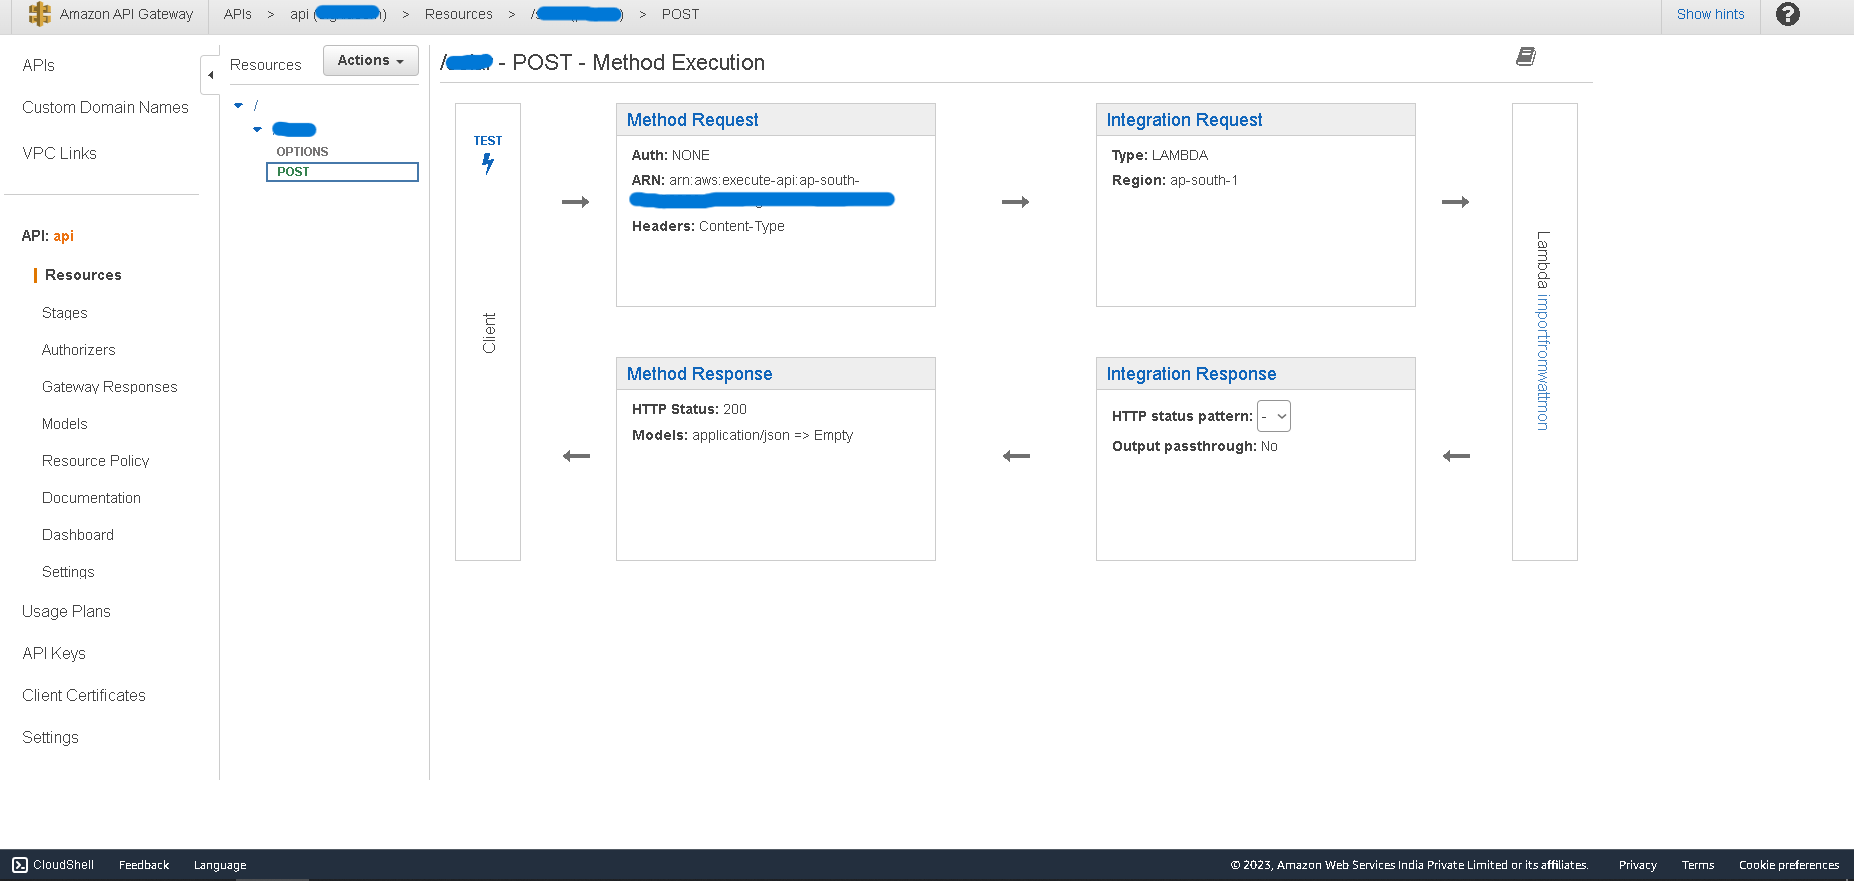 Amazon API Gateway
APIs > api ( ) > Resources > / ( ) > POST
Show hints
?
APIs
Custom Domain Names
VPC Links
API: api
Resources
Stages
Authorizers
Gateway Responses
Models
Resource Policy
Documentation
Dashboard
Settings
Usage Plans
API Keys
Client Certificates
Settings
Resources
Actions
/
OPTIONS
POST
/ - POST - Method Execution
TEST
Client
Method Request
Auth: NONE
ARN: arn:aws:execute-api:ap-south-
Headers: Content-Type
Integration Request
Type: LAMBDA
Region: ap-south-1
Lambda importfromwattmon
Method Response
HTTP Status: 200
Models: application/json => Empty
Integration Response
HTTP status pattern: -
Output passthrough: No
CloudShell
Feedback
Language
© 2023, Amazon Web Services India Private Limited or its affiliates.
Privacy
Terms
Cookie preferences